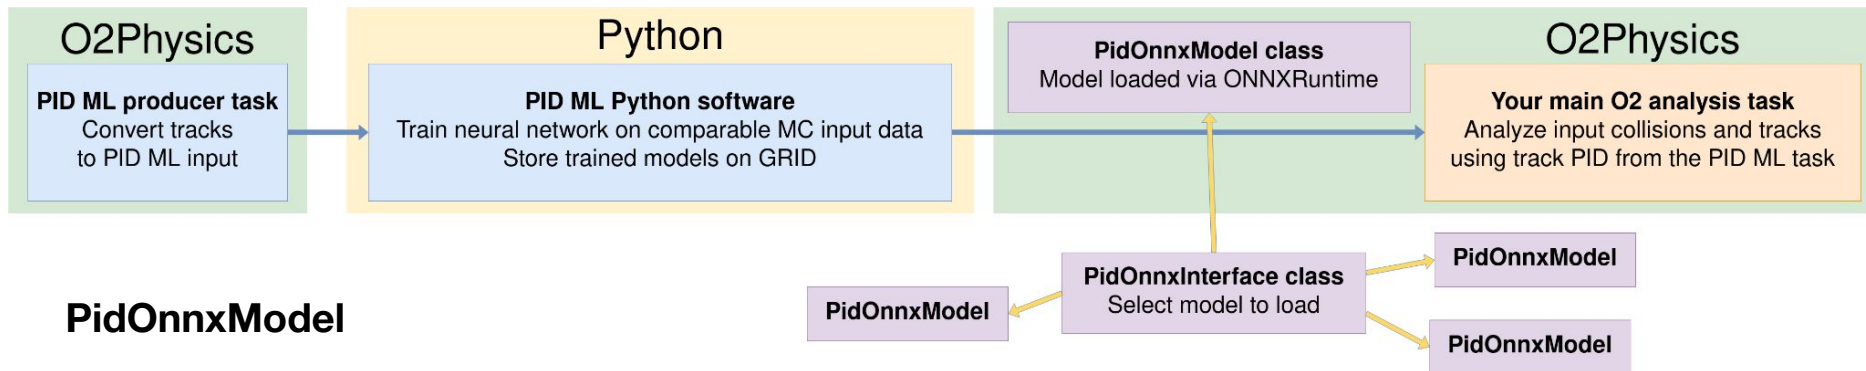 O2Physics
PID ML producer task
Convert tracks
to PID ML input
Python
PID ML Python software
Train neural network on comparable MC input data
Store trained models on GRID
PidOnnxModel class
Model loaded via ONNXRuntime
O2Physics
Your main O2 analysis task
Analyze input collisions and tracks
using track PID from the PID ML task
PidOnnxModel
PidOnnxModel
PidOnnxInterface class
Select model to load
PidOnnxModel
PidOnnxModel